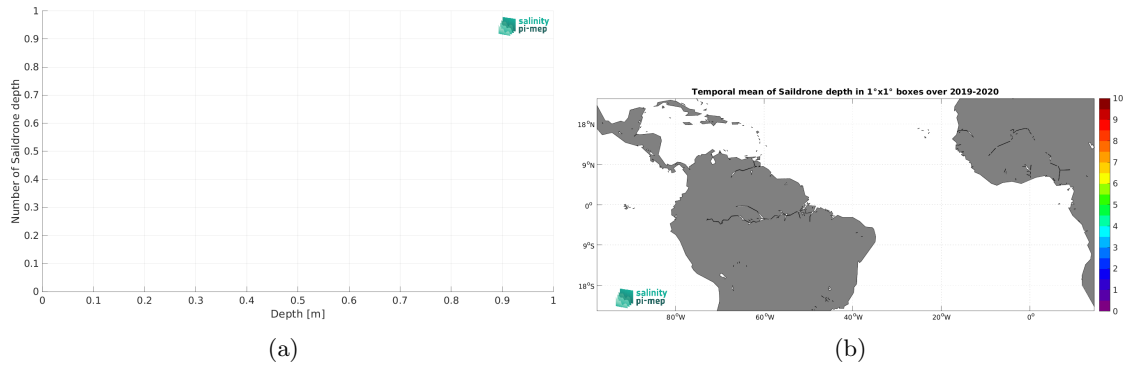 1
0.9
0.8
0.7
0.6
0.5
0.4
0.3
0.2
0.1
0
Number of Saildrone depth
0 0.1 0.2 0.3 0.4 0.5 0.6 0.7 0.8 0.9 1
Depth [m]
salinity
pi-mep
(a)
Temporal mean of Saildrone depth in 1°x1° boxes over 2019-2020
18°N
9°N
0°
9°S
18°S
80°W 60°W 40°W 20°W 0°
salinity
pi-mep
10
9
8
7
6
5
4
3
2
1
0
(b)